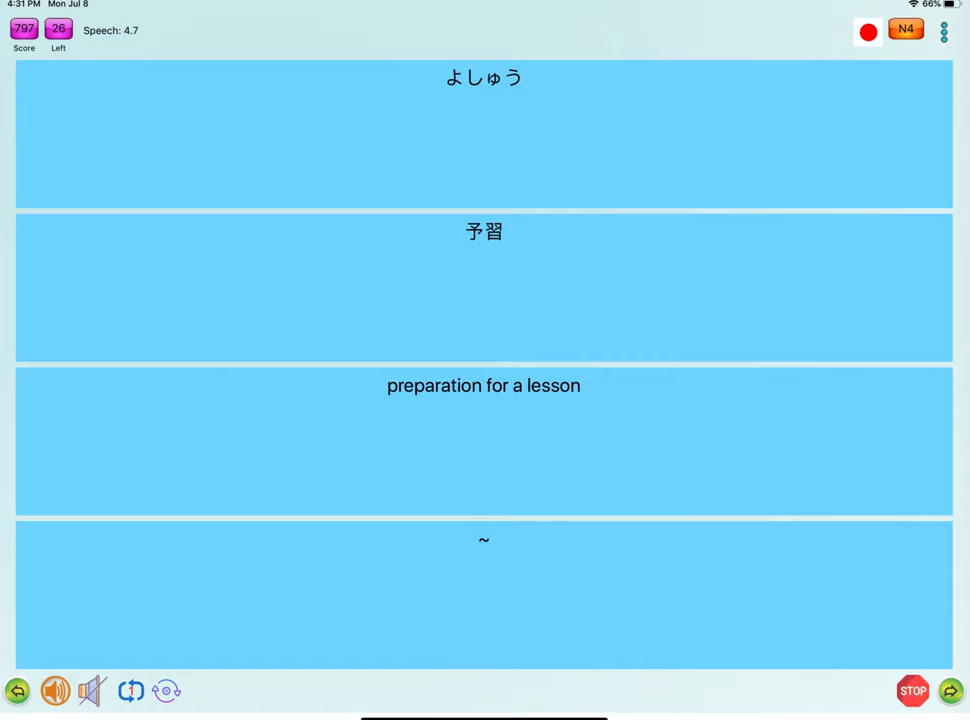 4:31 PM Mon Jul 8 66%
797 26 Speech: 4.7 N4
Score Left
よしゅう
予習
preparation for a lesson
~
1 STOP